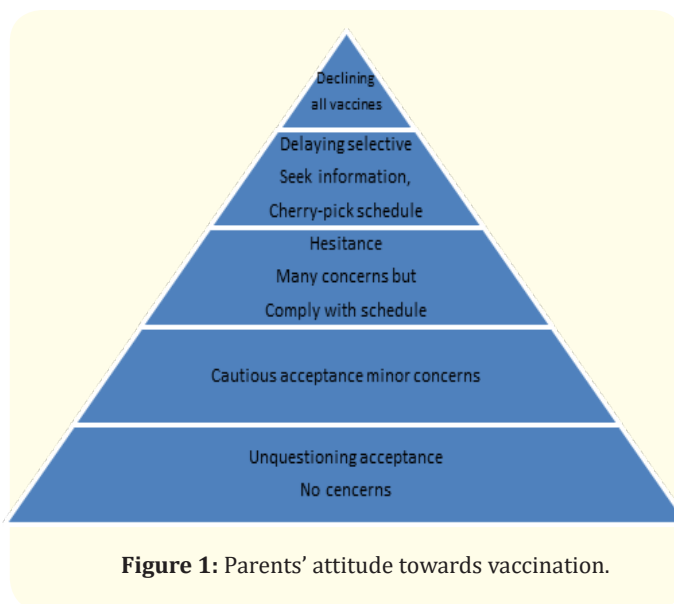 Declining
all vaccines
Delaying selective
Seek information,
Cherry-pick schedule
Hesitance
Many concerns but
Comply with schedule
Cautious acceptance minor concerns
Unquestioning acceptance
No cencerns
Figure 1: Parents’ attitude towards vaccination.